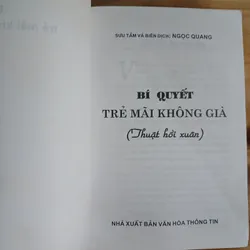 SƯU TẦM VÀ BIÊN DỊCH: NGỌC QUANG
BÍ QUYẾT
TRẺ MÃI KHÔNG GIÀ
(Thuật hồi xuân)
NHÀ XUẤT BẢN VĂN HÓA THÔNG TIN